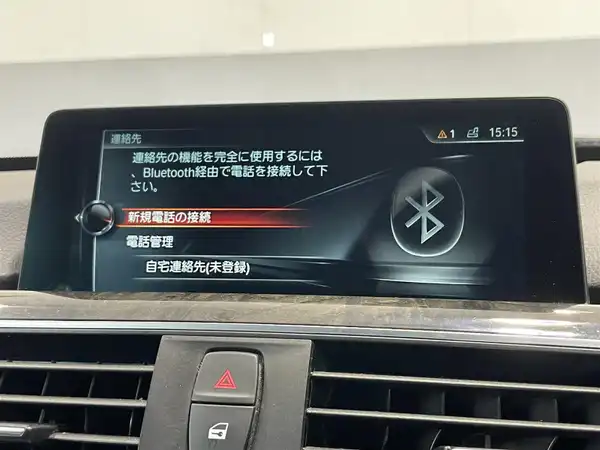 連絡先
1 15:15
連絡先の機能を完全に使用するには
、Bluetooth経由で電話を接続して下
さい。
新規電話の接続
電話管理
自宅連絡先(未登録)